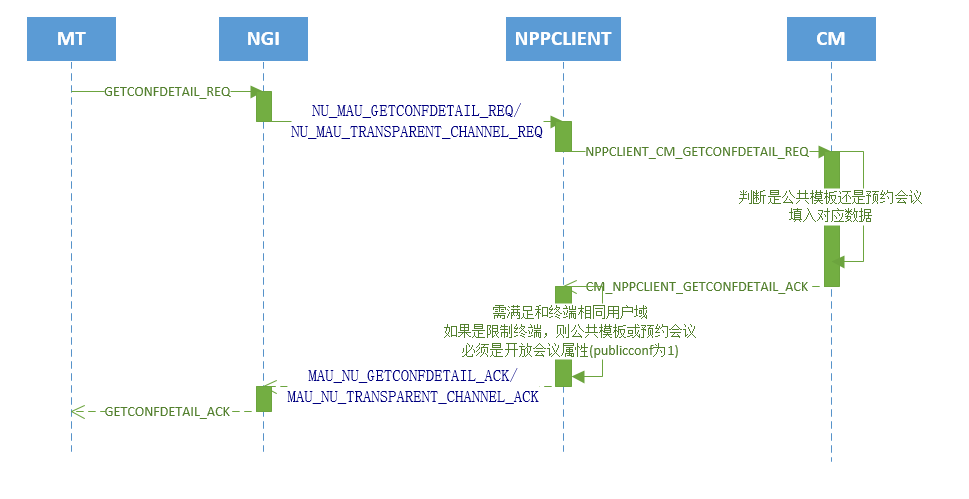 MT
NGI
NPPCLIENT
CM
GETCONFDETAIL_REQ
NU_MAU_GETCONFDETAIL_REQ/
NU_MAU_TRANSPARENT_CHANNEL_REQ
NPPCLIENT_CM_GETCONFDETAIL_REQ
判断是公共模板还是预约会议
填入对应数据
CM_NPPCLIENT_GETCONFDETAIL_ACK
需满足和终端相同用户域
如果是限制终端，则公共模板或预约会议
必须是开放会议属性(publicconf为1)
MAU_NU_GETCONFDETAIL_ACK/
MAU_NU_TRANSPARENT_CHANNEL_ACK
GETCONFDETAIL_ACK